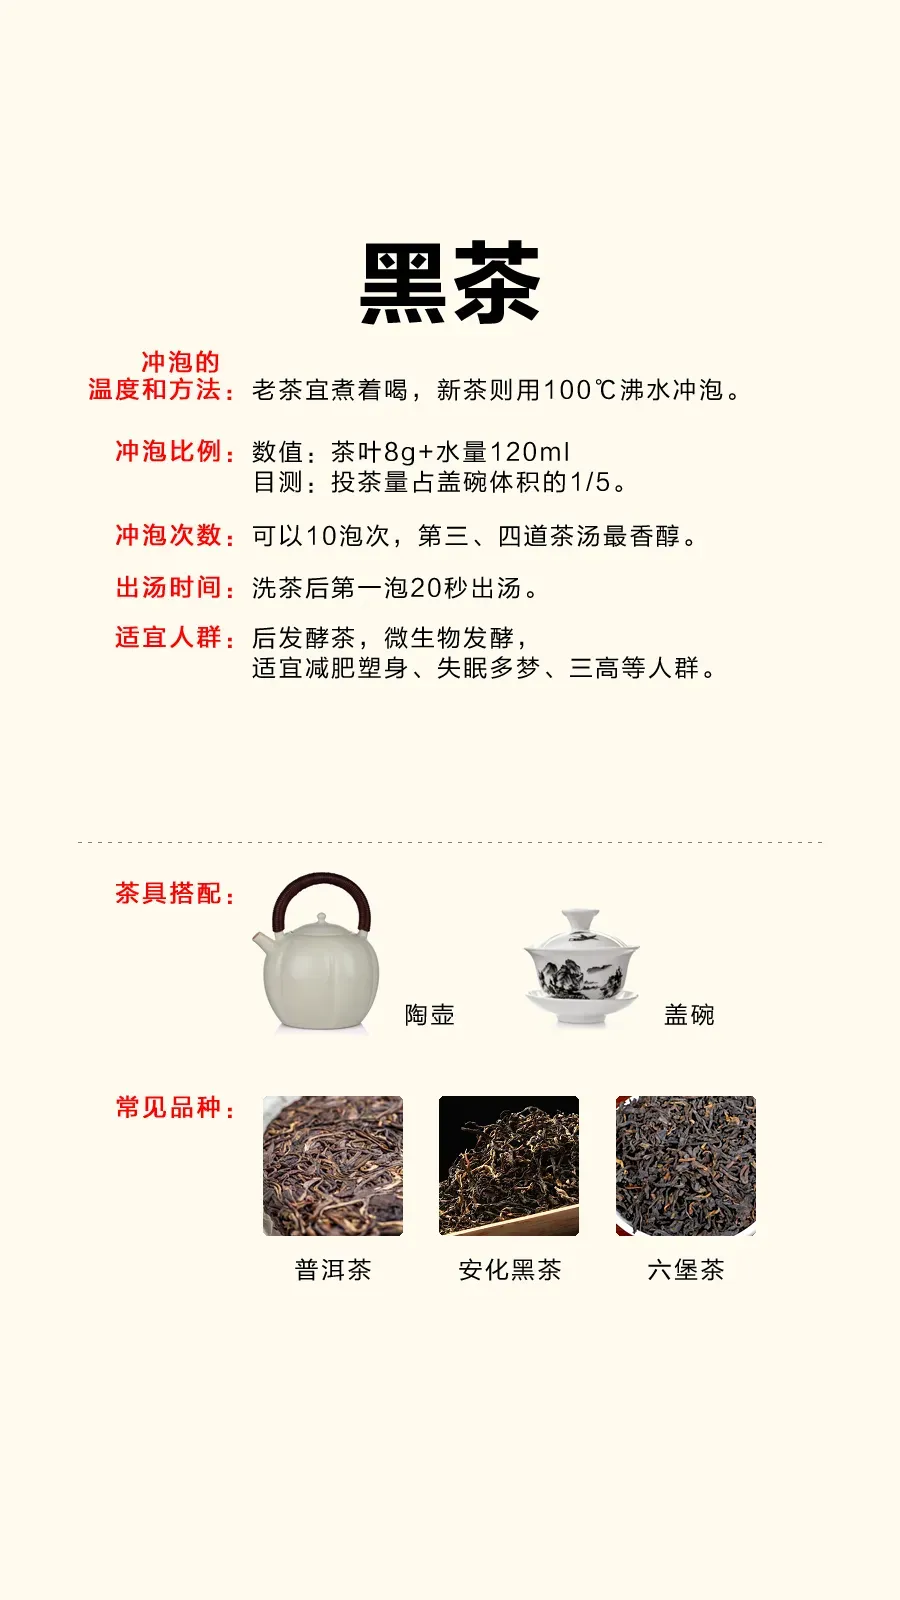 黑茶
冲泡的
温度和方法：老茶宜煮着喝，新茶则用100℃沸水冲泡。
冲泡比例：数值：茶叶8g+水量120ml
目测：投茶量占盖碗体积的1/5。
冲泡次数：可以10泡次，第三、四道茶汤最香醇。
出汤时间：洗茶后第一泡20秒出汤。
适宜人群：后发酵茶，微生物发酵，
适宜减肥塑身、失眠多梦、三高等人群。
茶具搭配：
陶壶 盖碗
常见品种：
普洱茶 安化黑茶 六堡茶